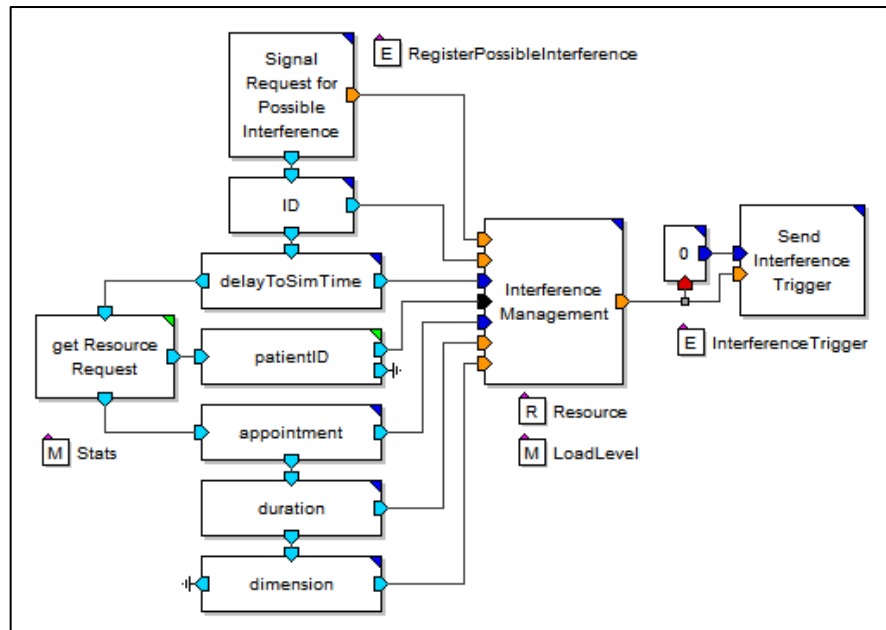 Signal
Request for
Possible
Interference
E RegisterPossibleInterference
ID
delayToSimTime
0
Send
Interference
Trigger
Interference
Management
get Resource
Request
patientID
E InterferenceTrigger
R Resource
appointment
M Stats
M LoadLevel
duration
dimension